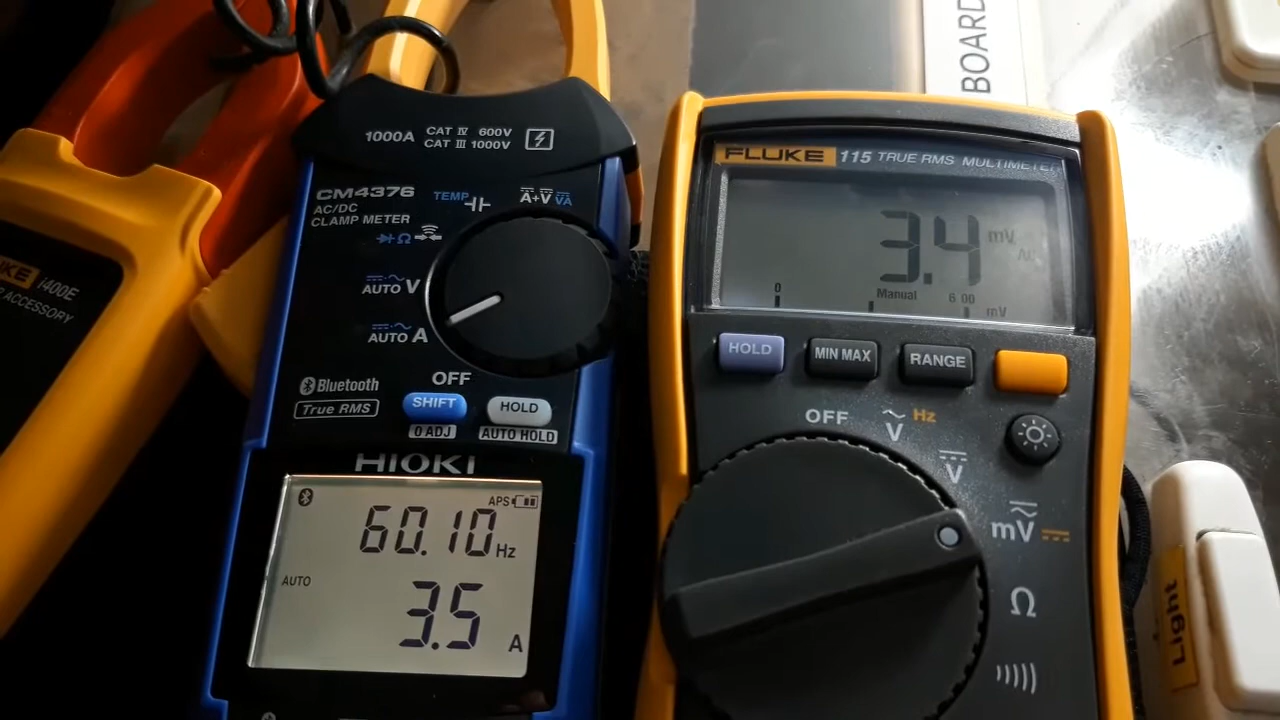 BOARD
1000A CAT IV 600V
CAT III 1000V
CM4376
AC/DC
CLAMP METER
TEMP
A+V VA
Ω
AUTO V
AUTO A
OFF
Bluetooth
True RMS
SHIFT
HOLD
0 ADJ
AUTO HOLD
HIOKI
APS
60.10 Hz
AUTO
3.5 A
i400E
ACCESSORY
FLUKE 115 TRUE RMS MULTIMETER
3.4 mV
0 Manual 600
mV
HOLD
MIN MAX
RANGE
OFF
V Hz
V
mV
Ω
Light